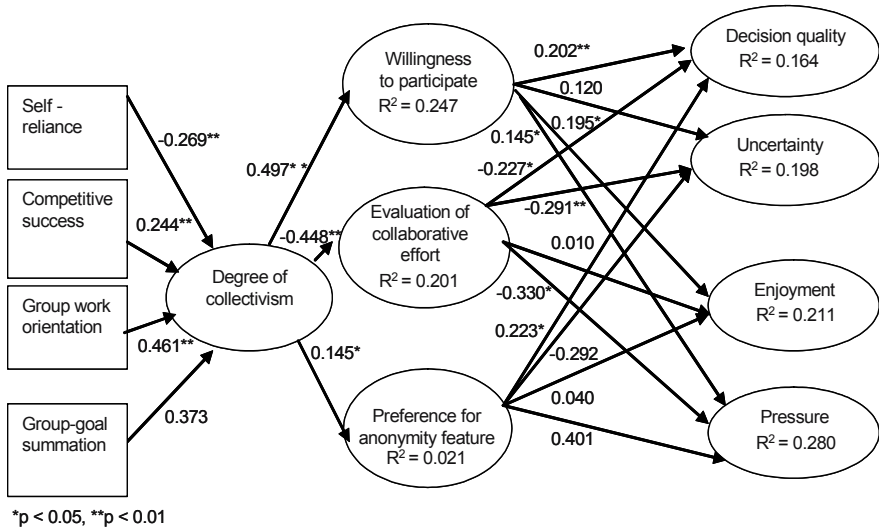 Self -
reliance
Competitive
success
Group work
orientation
Group-goal
summation
-0.269**
0.244**
0.461**
0.373
Degree of
collectivism
0.497* *
-0.448**
0.145*
Willingness
to participate
R² = 0.247
Evaluation of
collaborative
effort
R² = 0.201
Preference for
anonymity feature
R² = 0.021
0.202**
0.120
0.195*
0.145*
-0.227*
-0.291**
0.010
-0.330*
0.223*
-0.292
0.040
0.401
Decision quality
R² = 0.164
Uncertainty
R² = 0.198
Enjoyment
R² = 0.211
Pressure
R² = 0.280
*p < 0.05, **p < 0.01